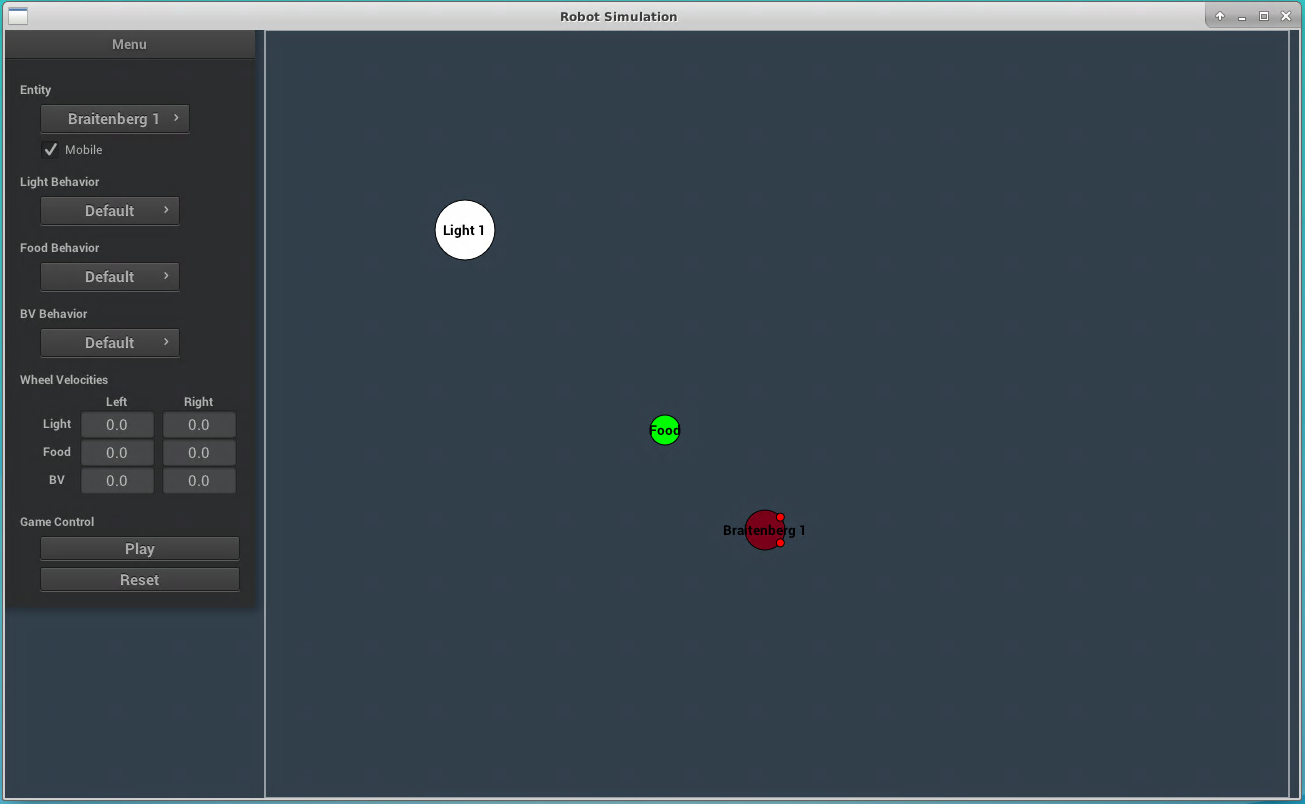 Robot Simulation
Menu
Entity
Braitenberg 1
Mobile
Light Behavior
Default
Food Behavior
Default
BV Behavior
Default
Wheel Velocities
Left Right
Light 0.0 0.0
Food 0.0 0.0
BV 0.0 0.0
Game Control
Play
Reset
Light 1
Food
Braitenberg 1